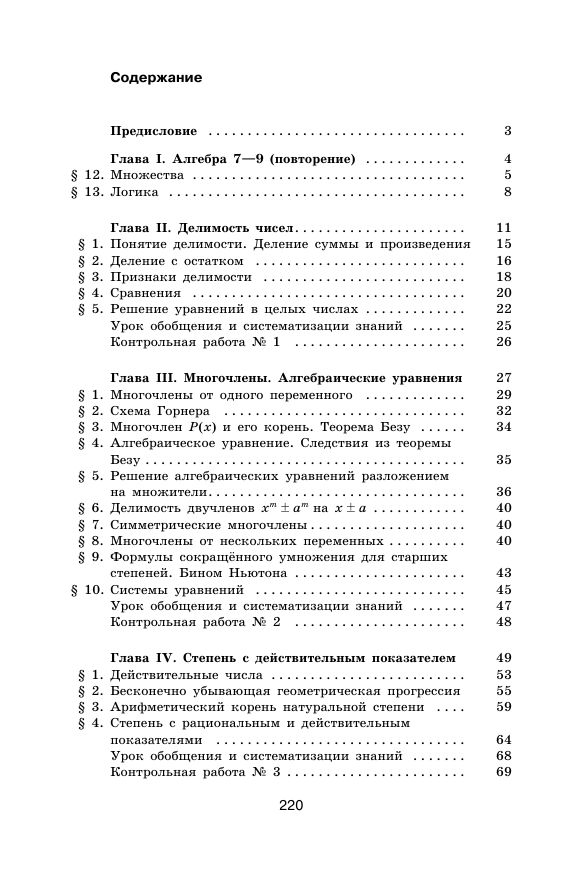 Содержание
Предисловие ................................. 3
Глава I. Алгебра 7—9 (повторение) ............. 4
§ 12. Множества ................................... 5
§ 13. Логика ...................................... 8
Глава II. Делимость чисел...................... 11
§ 1. Понятие делимости. Деление суммы и произведения 15
§ 2. Деление с остатком ........................... 16
§ 3. Признаки делимости .......................... 18
§ 4. Сравнения ................................... 20
§ 5. Решение уравнений в целых числах .............. 22
Урок обобщения и систематизации знаний ....... 25
Контрольная работа № 1 ...................... 26
Глава III. Многочлены. Алгебраические уравнения 27
§ 1. Многочлены от одного переменного ............. 29
§ 2. Схема Горнера ............................... 32
§ 3. Многочлен P(x) и его корень. Теорема Безу ...... 34
§ 4. Алгебраическое уравнение. Следствия из теоремы
Безу ......................................... 35
§ 5. Решение алгебраических уравнений разложением
на множители................................. 36
§ 6. Делимость двучленов xᵐ ± aᵐ на x ± a ............ 40
§ 7. Симметрические многочлены .................... 40
§ 8. Многочлены от нескольких переменных .......... 40
§ 9. Формулы сокращённого умножения для старших
степеней. Бином Ньютона ...................... 43
§ 10. Системы уравнений ............................ 45
Урок обобщения и систематизации знаний ....... 47
Контрольная работа № 2 ...................... 48
Глава IV. Степень с действительным показателем 49
§ 1. Действительные числа ......................... 53
§ 2. Бесконечно убывающая геометрическая прогрессия 55
§ 3. Арифметический корень натуральной степени .... 59
§ 4. Степень с рациональным и действительным
показателями ................................ 64
Урок обобщения и систематизации знаний ....... 68
Контрольная работа № 3 ....................... 69
220